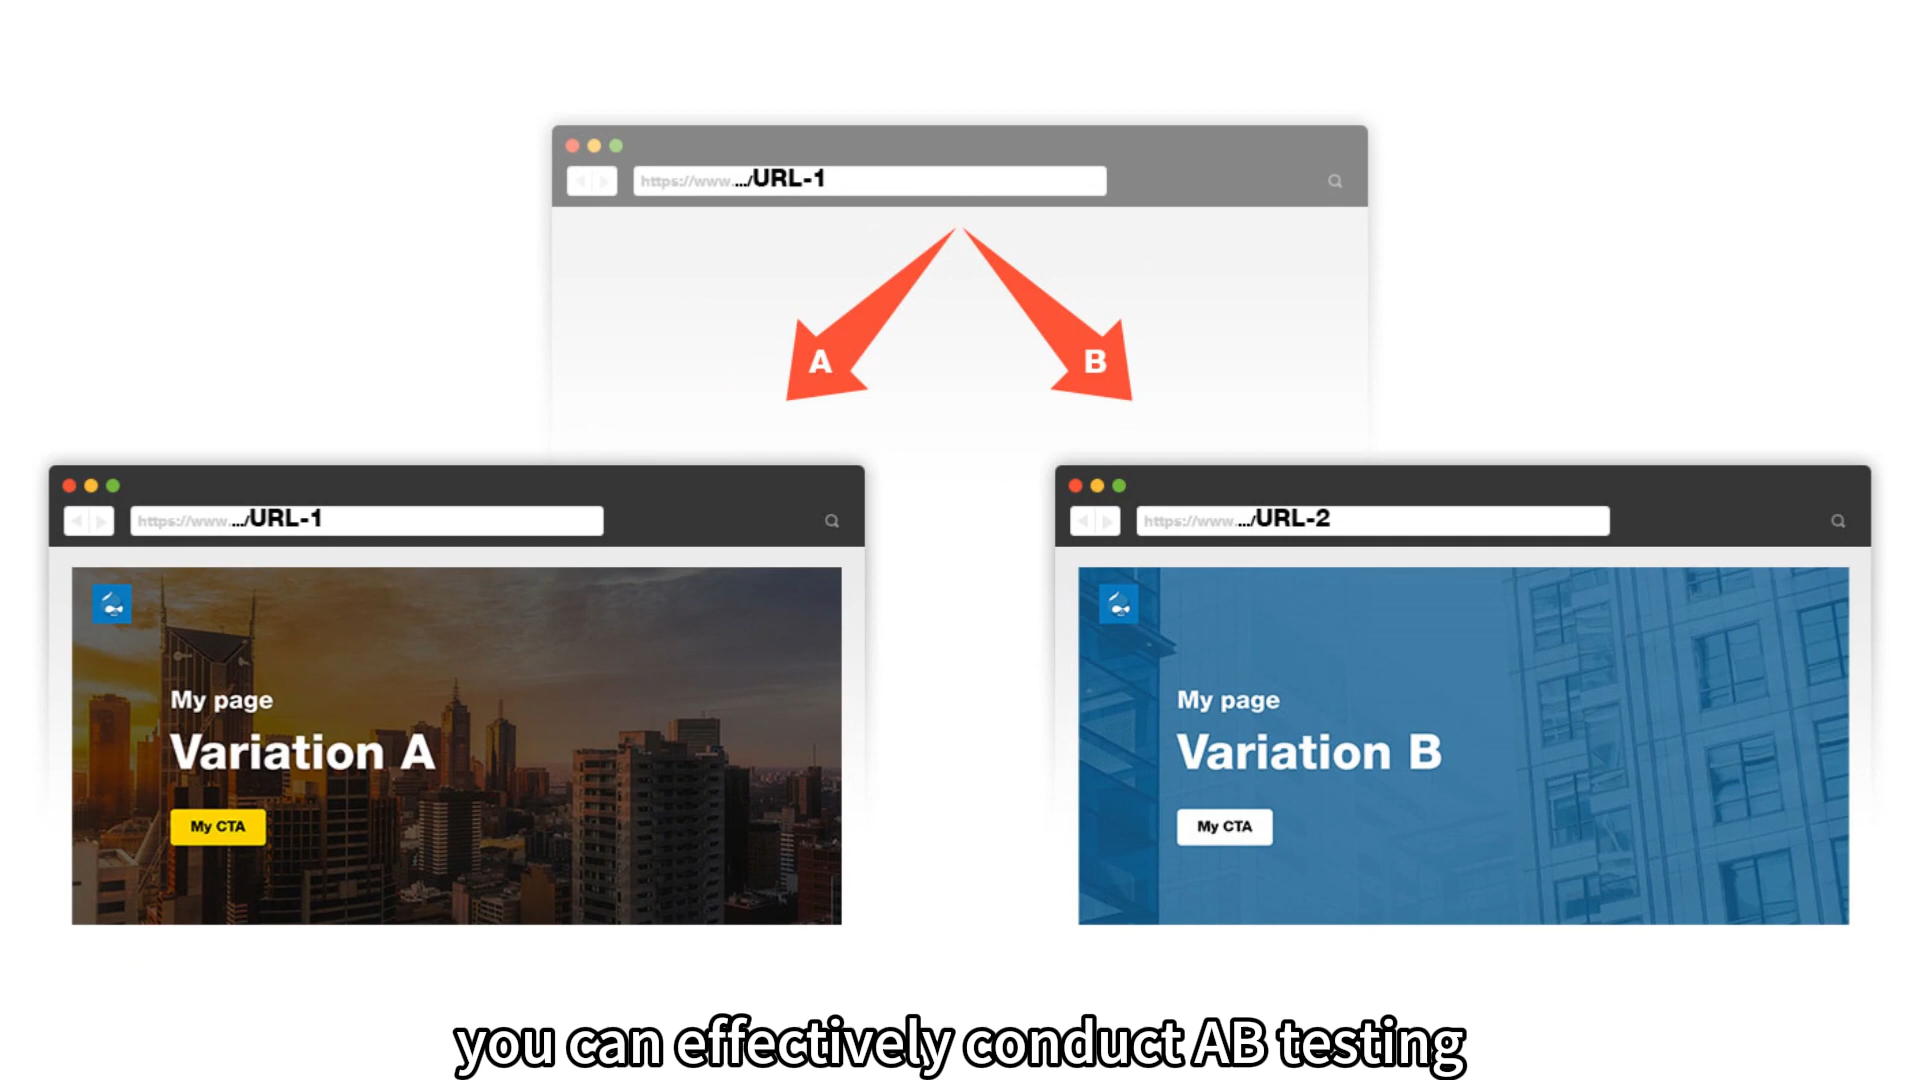 https://www..../URL-1
A
B
https://www..../URL-1
https://www..../URL-2
My page
Variation A
My CTA
My page
Variation B
My CTA
you can effectively conduct AB testing